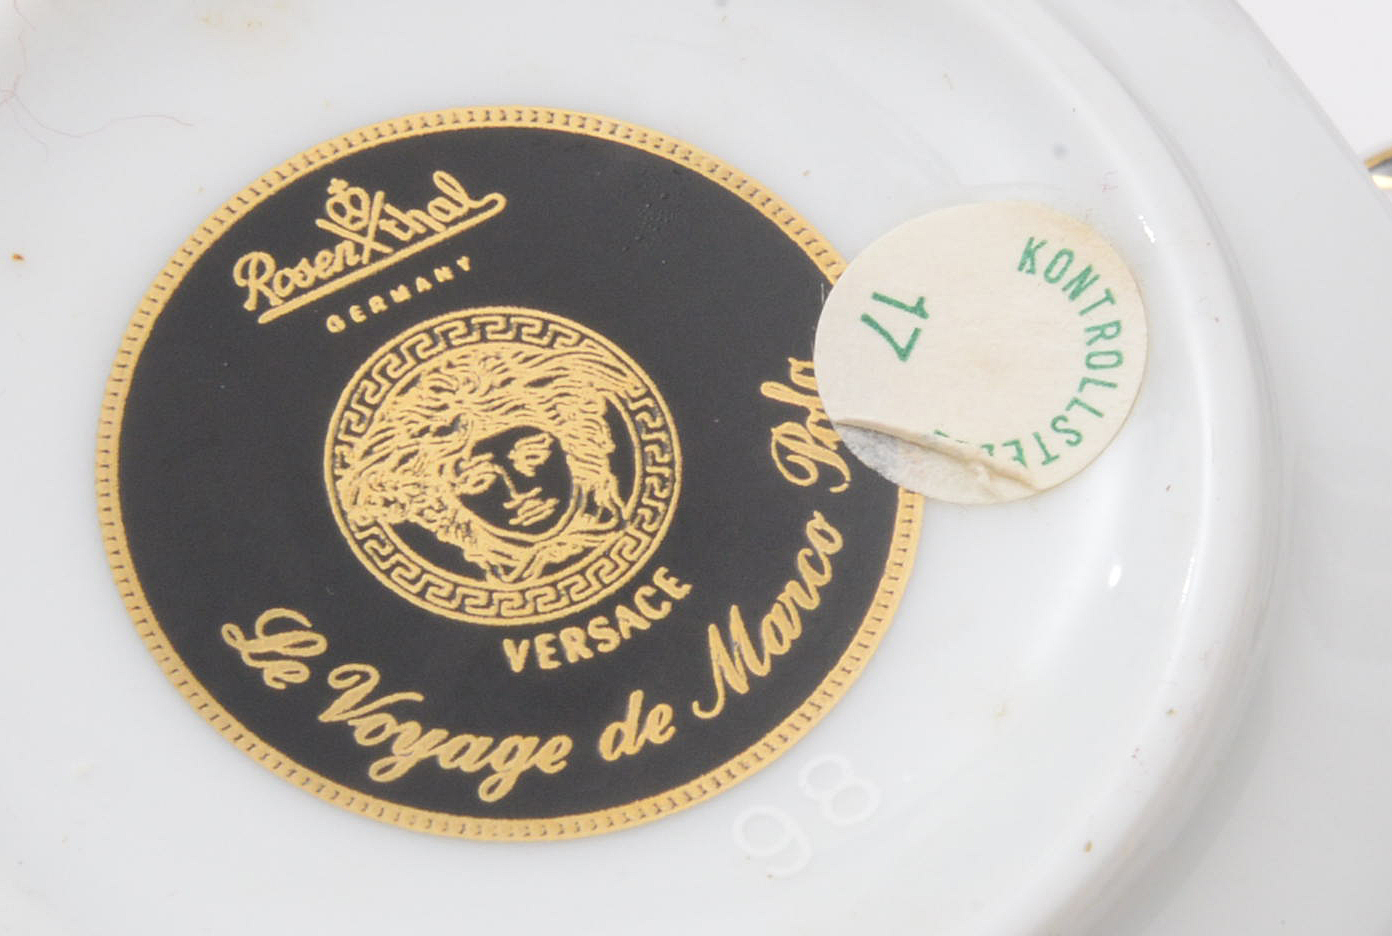 Rosenthal
GERMANY
VERSACE
Le Voyage de Marco Polo
KONTROLLSTE
17
98